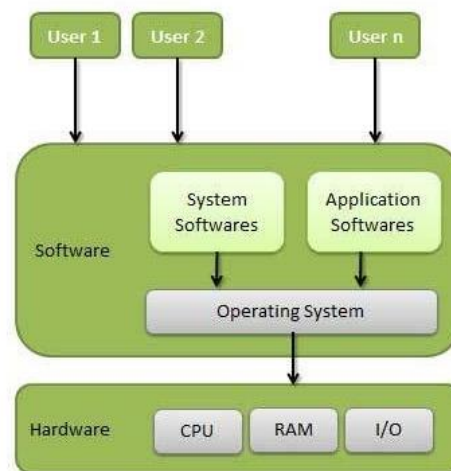 User 1
User 2
User n
System
Softwares
Application
Softwares
Software
Operating System
Hardware
CPU
RAM
I/O